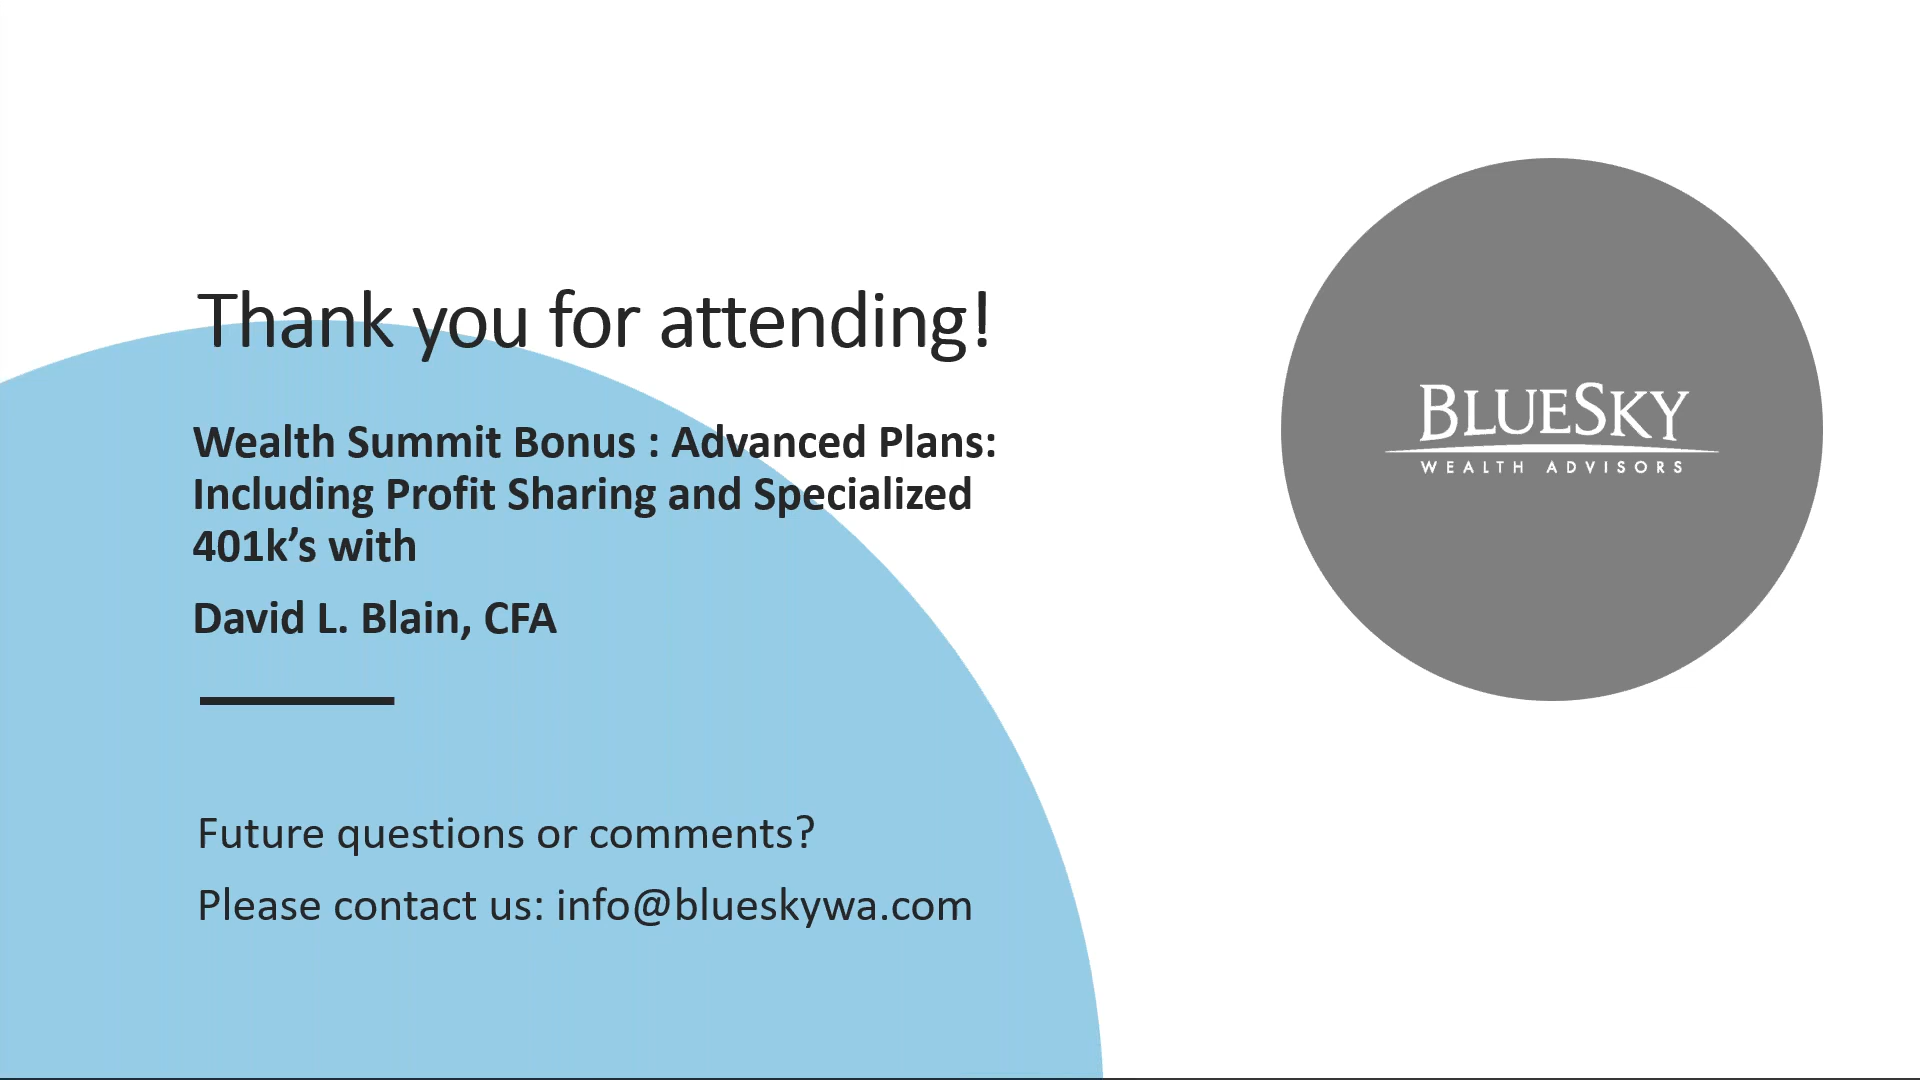 Thank you for attending!
Wealth Summit Bonus : Advanced Plans:
Including Profit Sharing and Specialized
401k’s with
David L. Blain, CFA
Future questions or comments?
Please contact us: info@blueskywa.com
BLUESKY
WEALTH ADVISORS